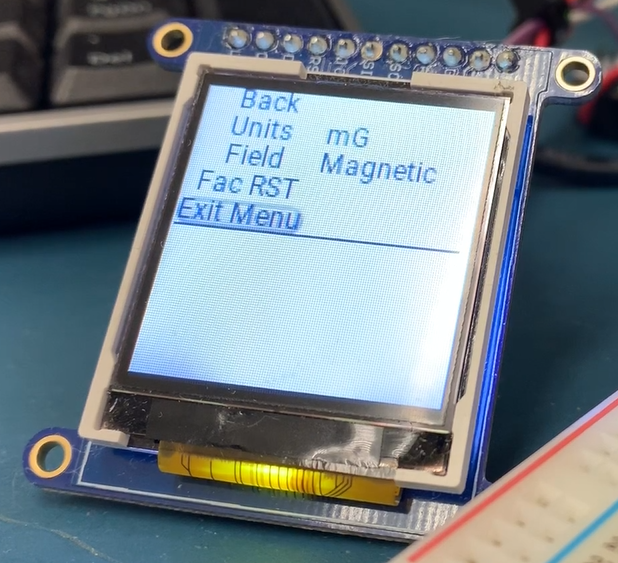 Back
Units mG
Field Magnetic
Fac RST
Exit Menu